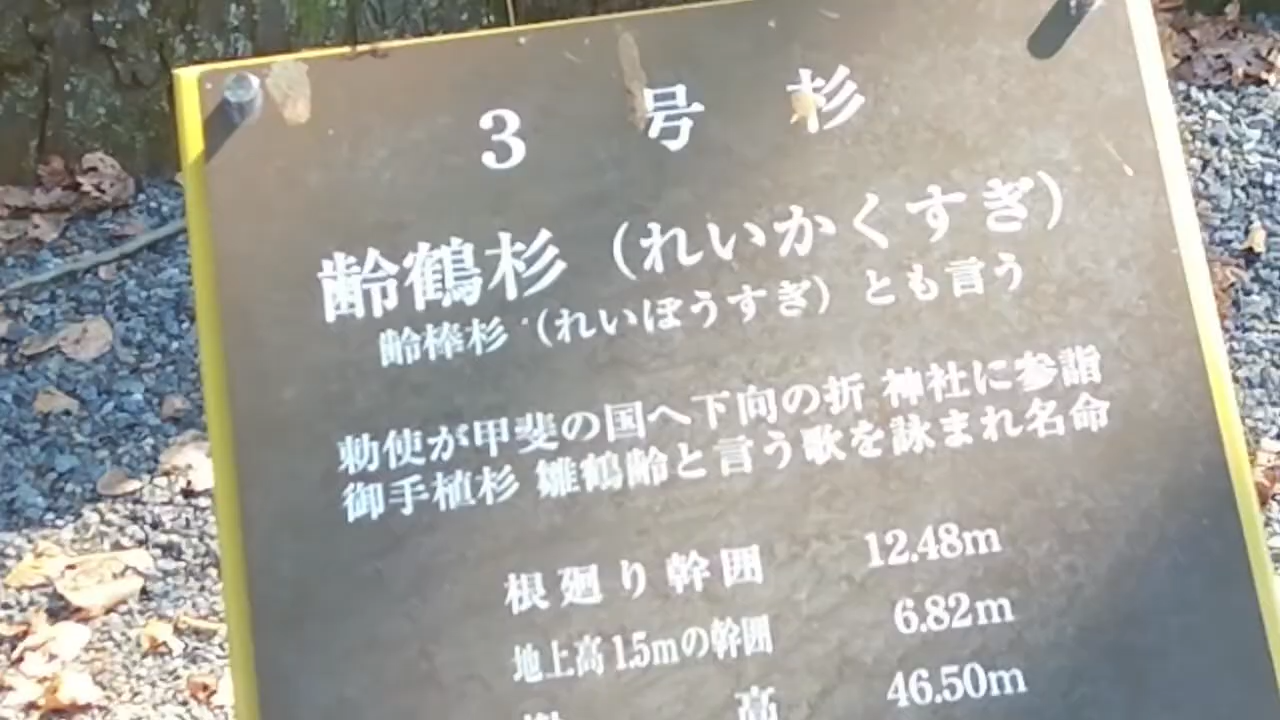 3 号 杉
齢鶴杉(れいかくすぎ)
齢棒杉(れいぼうすぎ)とも言う
勅使が甲斐の国へ下向の折 神社に参詣
御手植杉 雛鶴齢と言う歌を詠まれ名命
根廻り幹囲 12.48m
地上高1.5mの幹囲 6.82m
樹 高 46.50m